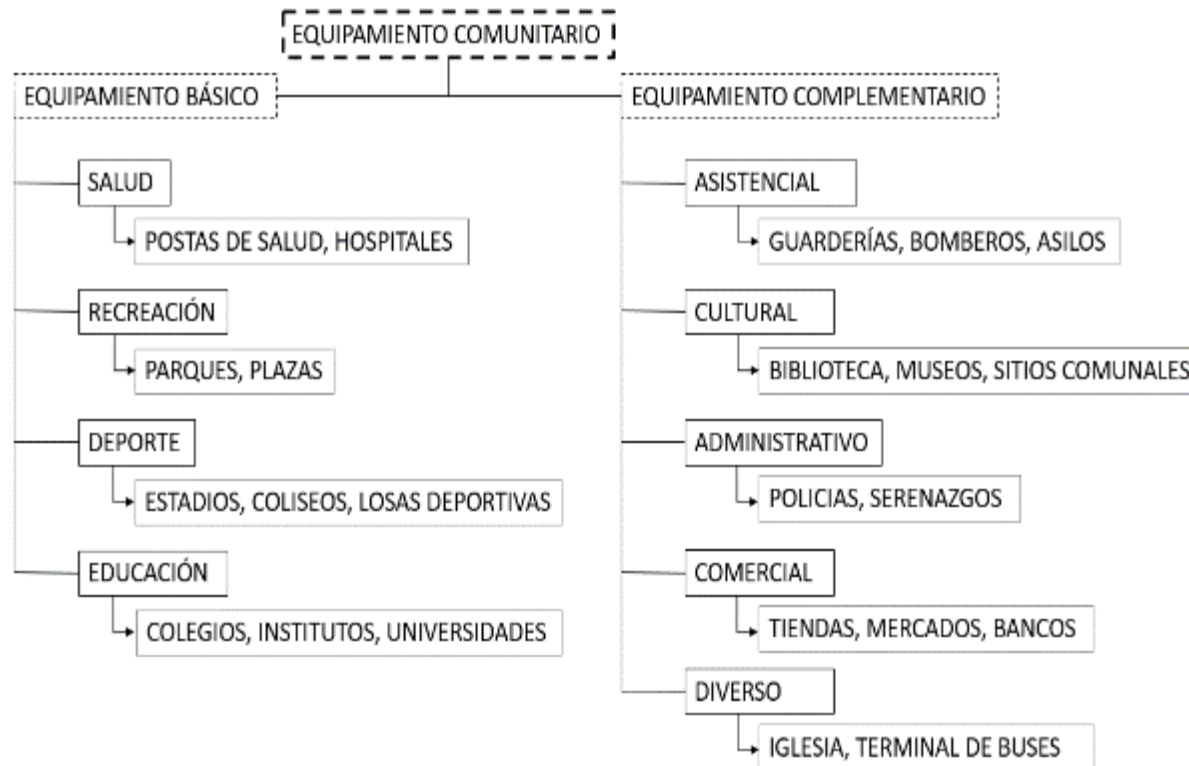 EQUIPAMIENTO COMUNITARIO
EQUIPAMIENTO BÁSICO
SALUD
POSTAS DE SALUD, HOSPITALES
RECREACIÓN
PARQUES, PLAZAS
DEPORTE
ESTADIOS, COLISEOS, LOSAS DEPORTIVAS
EDUCACIÓN
COLEGIOS, INSTITUTOS, UNIVERSIDADES
EQUIPAMIENTO COMPLEMENTARIO
ASISTENCIAL
GUARDERÍAS, BOMBEROS, ASILOS
CULTURAL
BIBLIOTECA, MUSEOS, SITIOS COMUNALES
ADMINISTRATIVO
POLICIAS, SERENAZGOS
COMERCIAL
TIENDAS, MERCADOS, BANCOS
DIVERSO
IGLESIA, TERMINAL DE BUSES